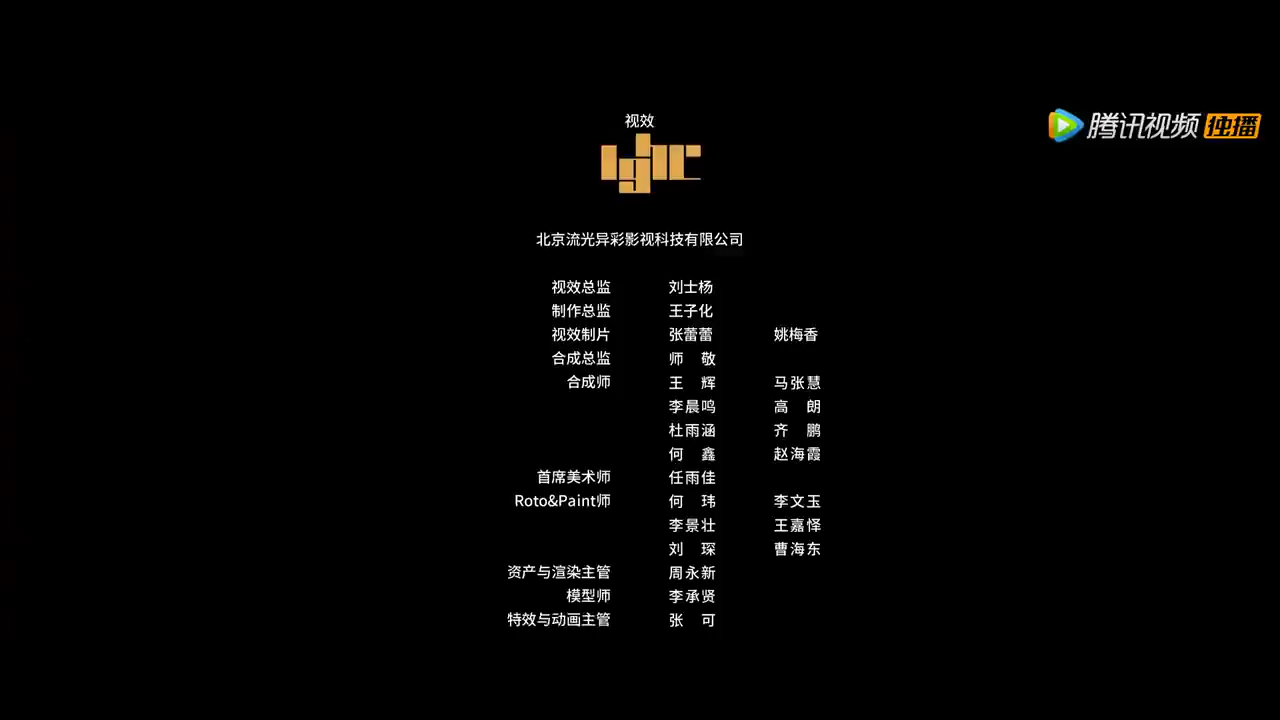 视效
lghc
腾讯视频 独播
北京流光异彩影视科技有限公司
视效总监 刘士杨
制作总监 王子化
视效制片 张蕾蕾 姚梅香
合成总监 师 敬
合成师 王 辉 马张慧
李晨鸣 高 朗
杜雨涵 齐 鹏
何 鑫 赵海霞
首席美术师 任雨佳
Roto&Paint师 何 玮 李文玉
李景壮 王嘉怿
刘 琛 曹海东
资产与渲染主管 周永新
模型师 李承贤
特效与动画主管 张 可